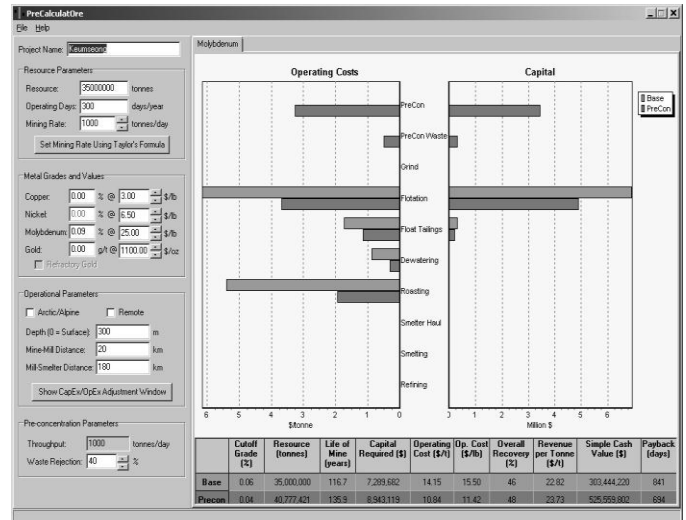 PreCalculatOre
File Help
Project Name: Keumseong
Resource Parameters
Resource: 35000000 tonnes
Operating Days: 300 days/year
Mining Rate: 1000 tonnes/day
Set Mining Rate Using Taylor's Formula
Metal Grades and Values
Copper: 0.00 % @ 3.00 $/lb
Nickel: 0.00 % @ 6.50 $/lb
Molybdenum: 0.09 % @ 25.00 $/lb
Gold: 0.00 g/t @ 1100.00 $/oz
Refractory Gold
Operational Parameters
Arctic/Alpine Remote
Depth (0 = Surface): 300 m
Mine-Mill Distance: 20 km
Mill-Smelter Distance: 180 km
Show CapEx/OpEx Adjustment Window
Pre-concentration Parameters
Throughput: 1000 tonnes/day
Waste Rejection: 40 %
Molybdenum
Operating Costs Capital
Base
PreCon
PreCon
PreCon Waste
Grind
Flotation
Float Tailings
Dewatering
Roasting
Smelter Haul
Smelting
Refining
6 5 4 3 2 1 0 0 1 2 3 4 5 6
$/tonne Million $
Cutoff Grade (%) Resource (tonnes) Life of Mine (years) Capital Required ($) Operating Cost ($/t) Op. Cost ($/lb) Overall Recovery (%) Revenue per Tonne ($/t) Simple Cash Value ($) Payback (days)
Base 0.06 35,000,000 116.7 7,289,682 14.15 15.50 46 22.82 303,444,220 841
Precon 0.04 40,777,421 135.9 8,943,119 10.84 11.42 48 23.73 525,559,802 694